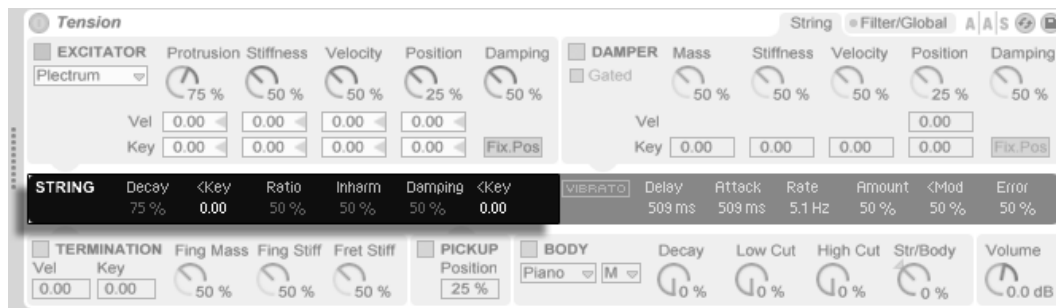 Tension String Filter/Global A A S
EXCITATOR Protrusion Stiffness Velocity Position Damping
Plectrum 75 % 50 % 50 % 25 % 50 %
Vel 0.00 0.00 0.00 0.00
Key 0.00 0.00 0.00 0.00 Fix.Pos
DAMPER Mass Stiffness Velocity Position Damping
Gated 50 % 50 % 50 % 25 % 50 %
Vel 0.00
Key 0.00 0.00 0.00 0.00 Fix.Pos
STRING Decay <Key Ratio Inharm Damping <Key
75 % 0.00 50 % 50 % 50 % 0.00
VIBRATO Delay Attack Rate Amount <Mod Error
509 ms 509 ms 5.1 Hz 50 % 50 % 50 %
TERMINATION Fing Mass Fing Stiff Fret Stiff
Vel Key
0.00 0.00 50 % 50 % 50 %
PICKUP
Position
25 %
BODY Decay Low Cut High Cut Str/Body
Piano M 0 % 0 % 0 % 0 %
Volume
0.0 dB